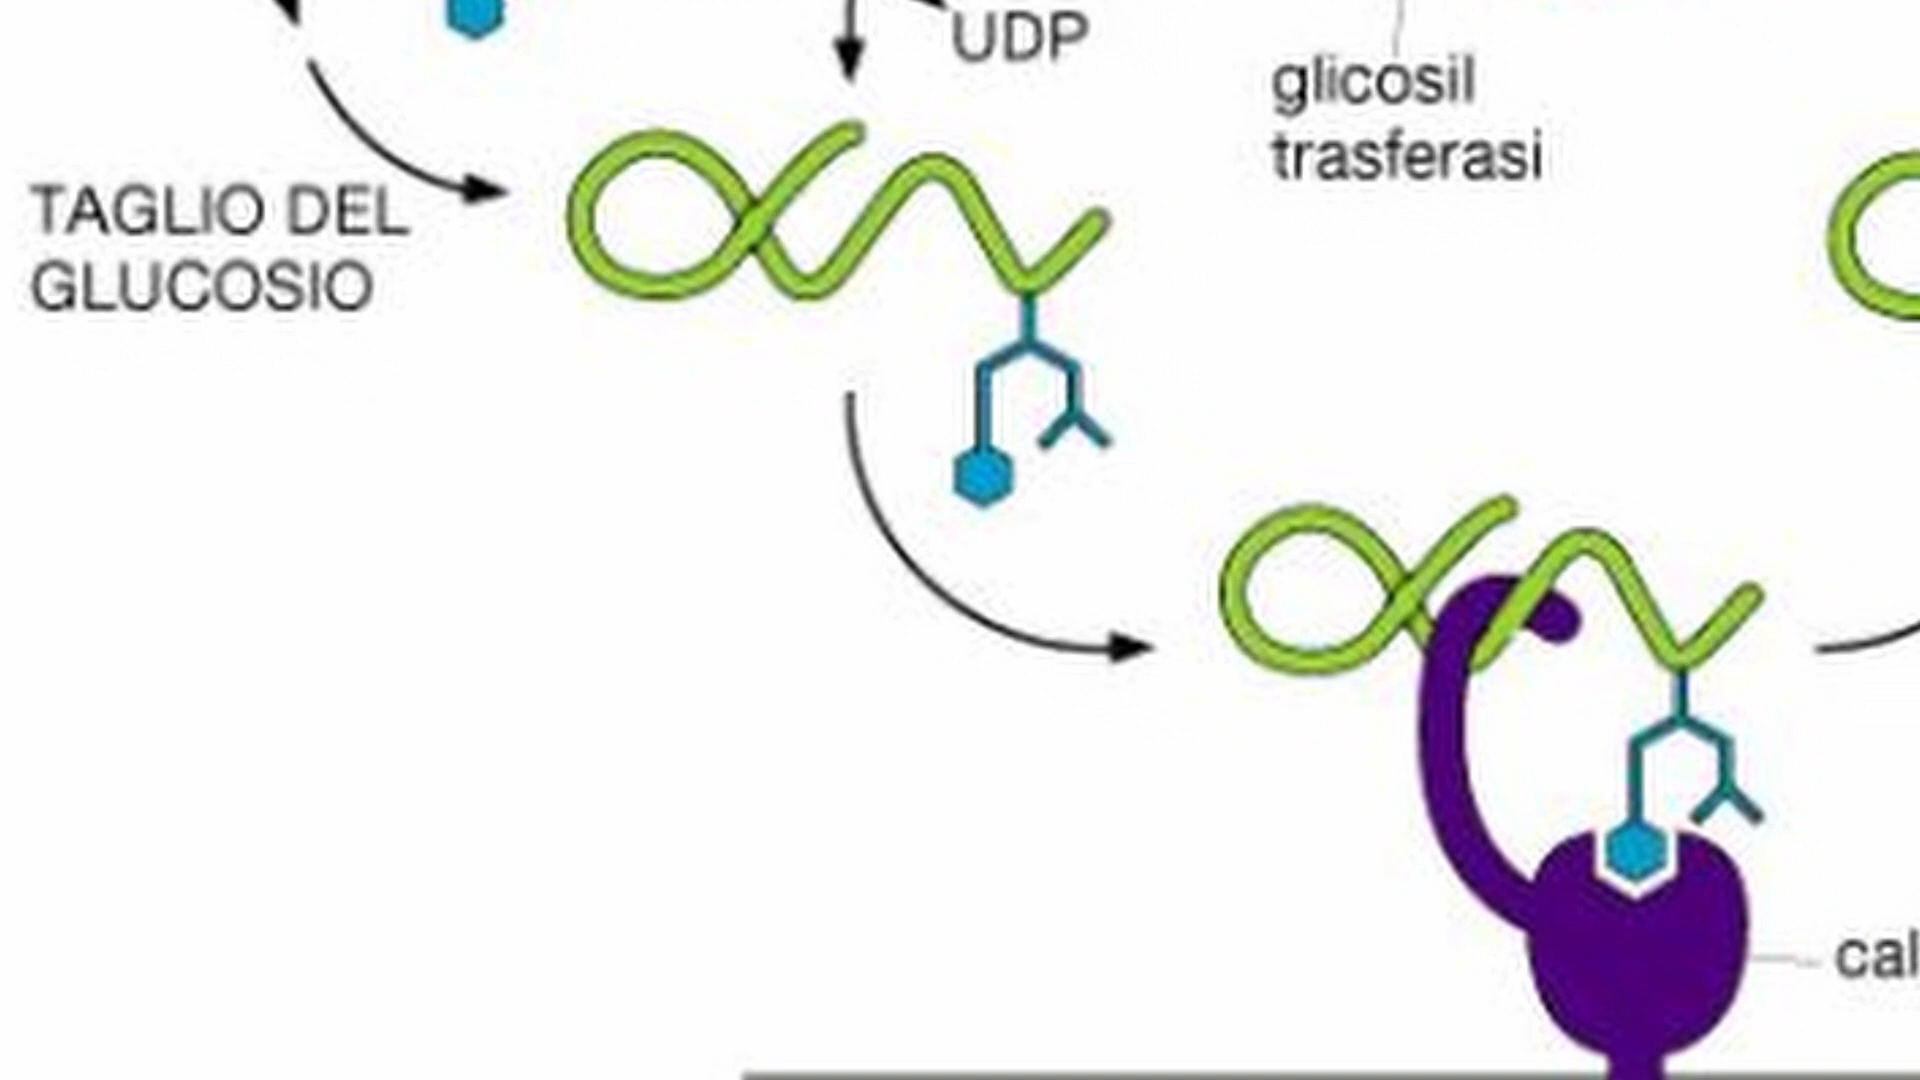 UDP
glicosil
trasferasi
TAGLIO DEL
GLUCOSIO